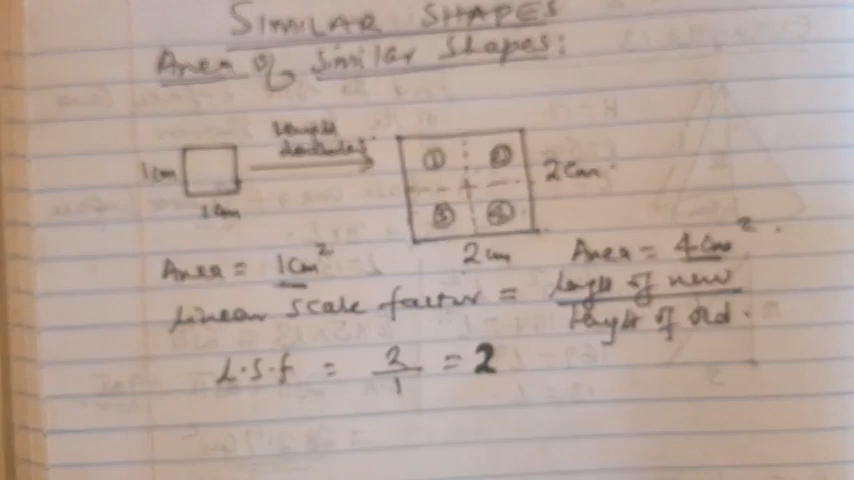 SIMILAR SHAPES
Area of Similar Shapes:
length
doubles
1cm
1cm
① ②
③ ④
2cm
2cm
Area = 1cm² Area = 4cm².
Linear scale factor = length of new / length of old.
L.S.f = 2/1 = 2